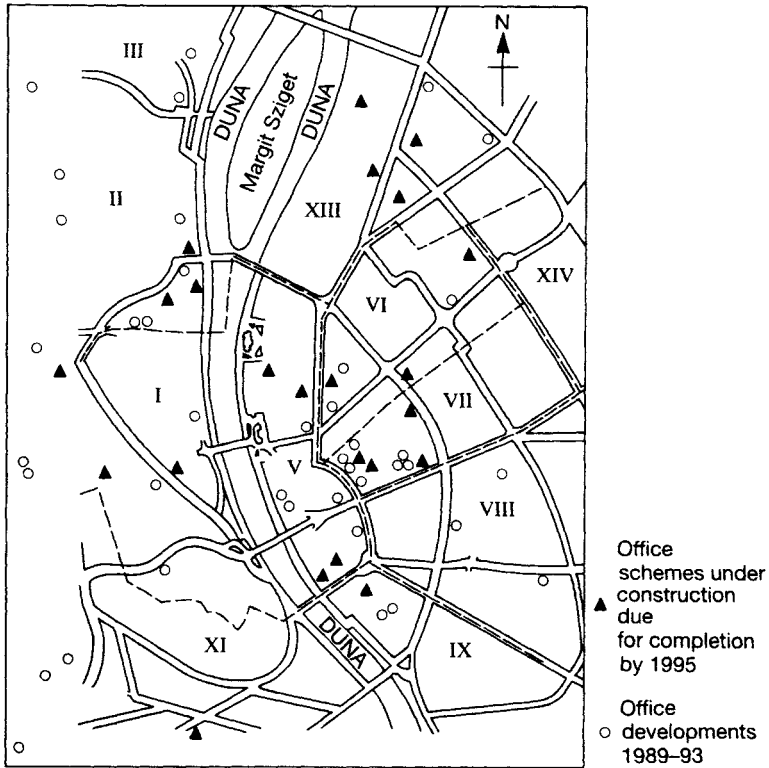 N
III
DUNA
Margit Sziget
DUNA
II
XIII
XIV
VI
I
VII
V
VIII
XI
DUNA
IX
Office
schemes under
construction
due
for completion
by 1995
Office
developments
1989–93